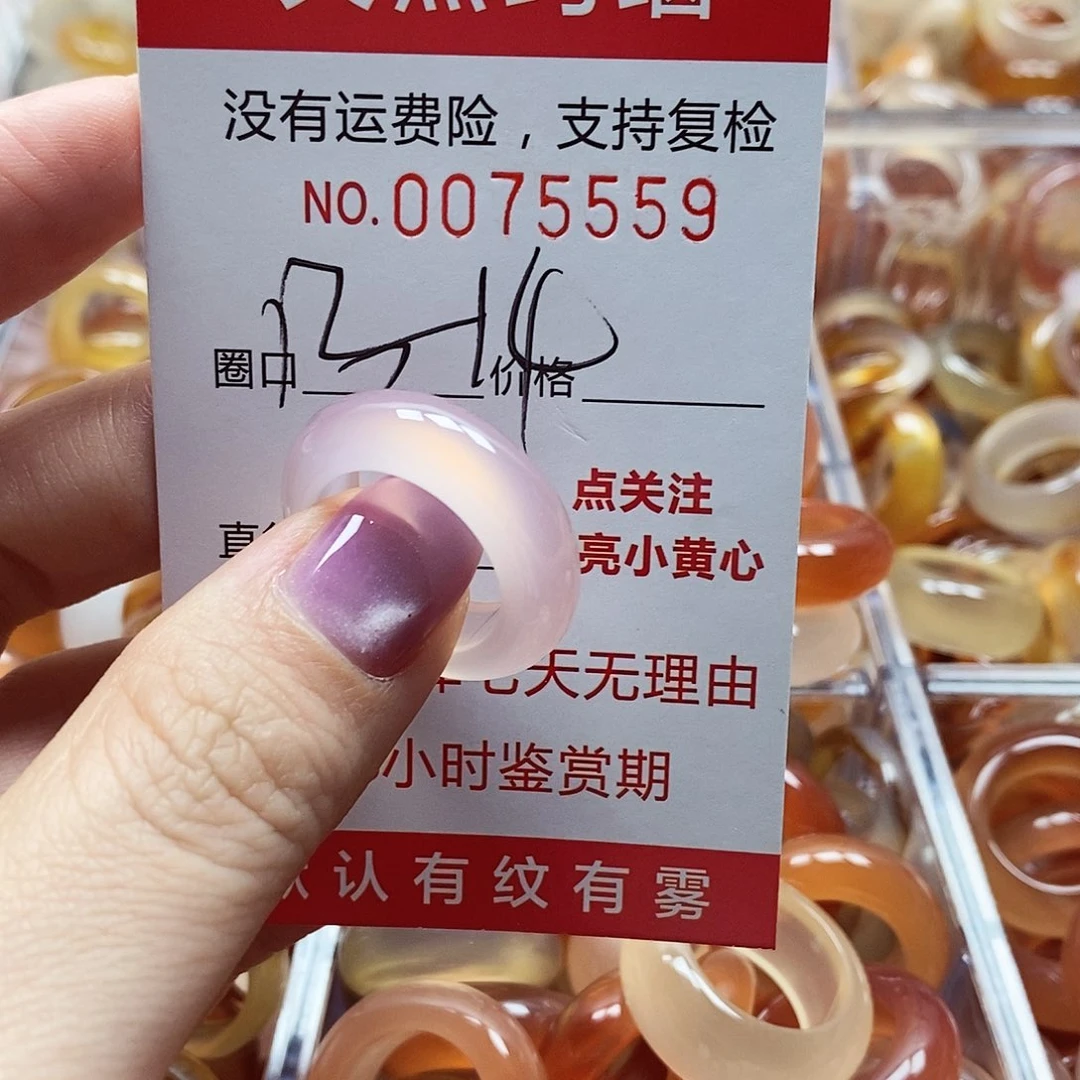 没有运费险，支持复检
NO.0075559
圈口 价格
点关注
亮小黄心
天无理由
小时鉴赏期
认有纹有雾